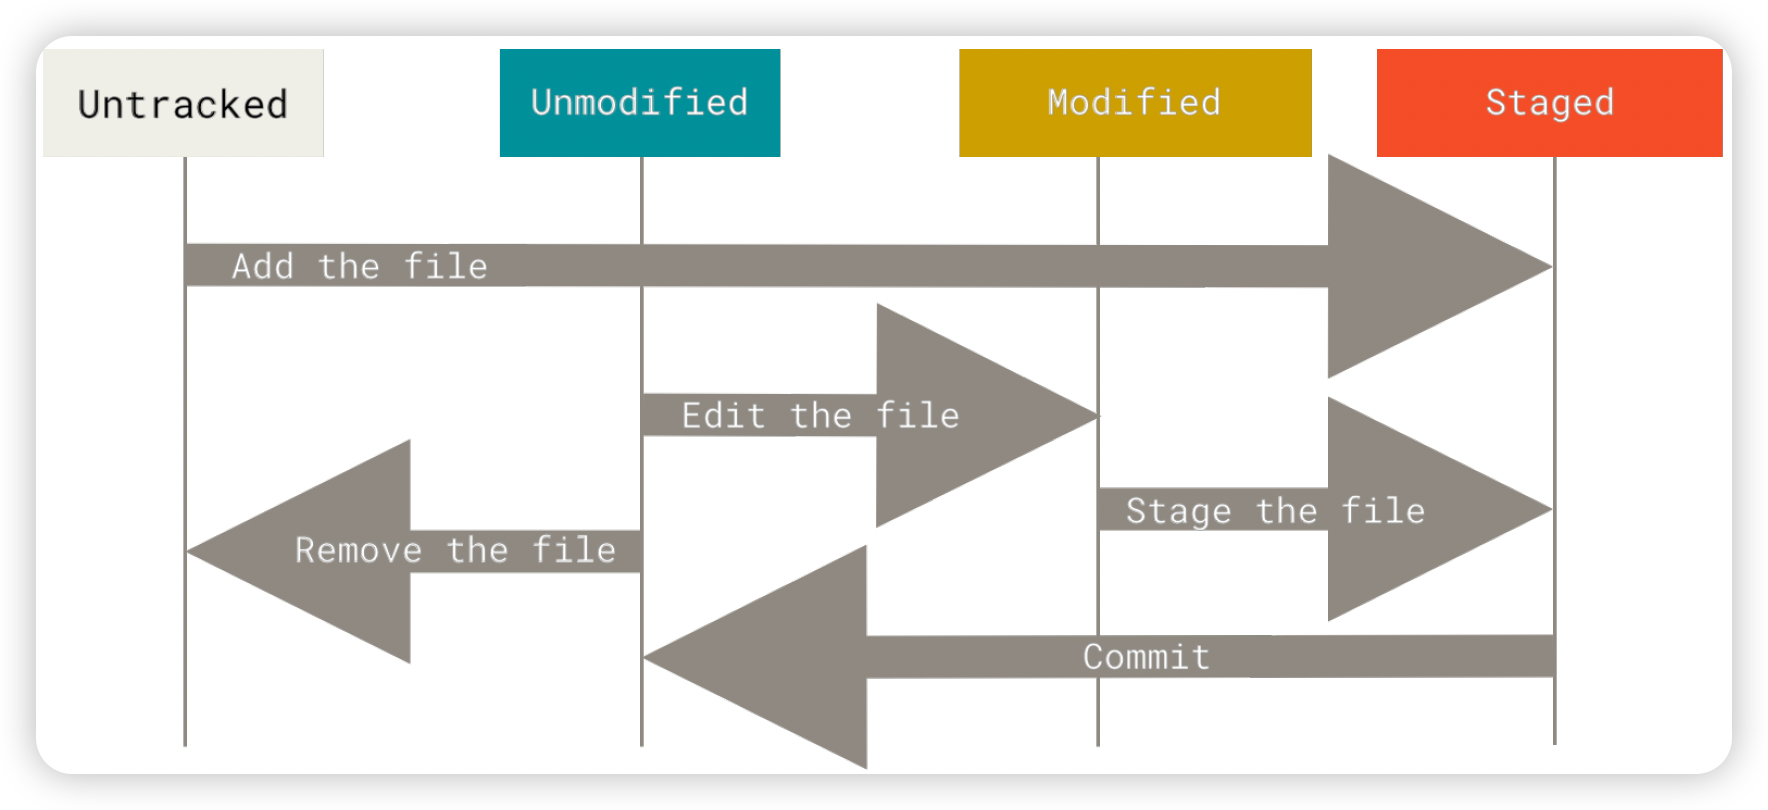 Untracked
Unmodified
Modified
Staged
Add the file
Edit the file
Stage the file
Remove the file
Commit